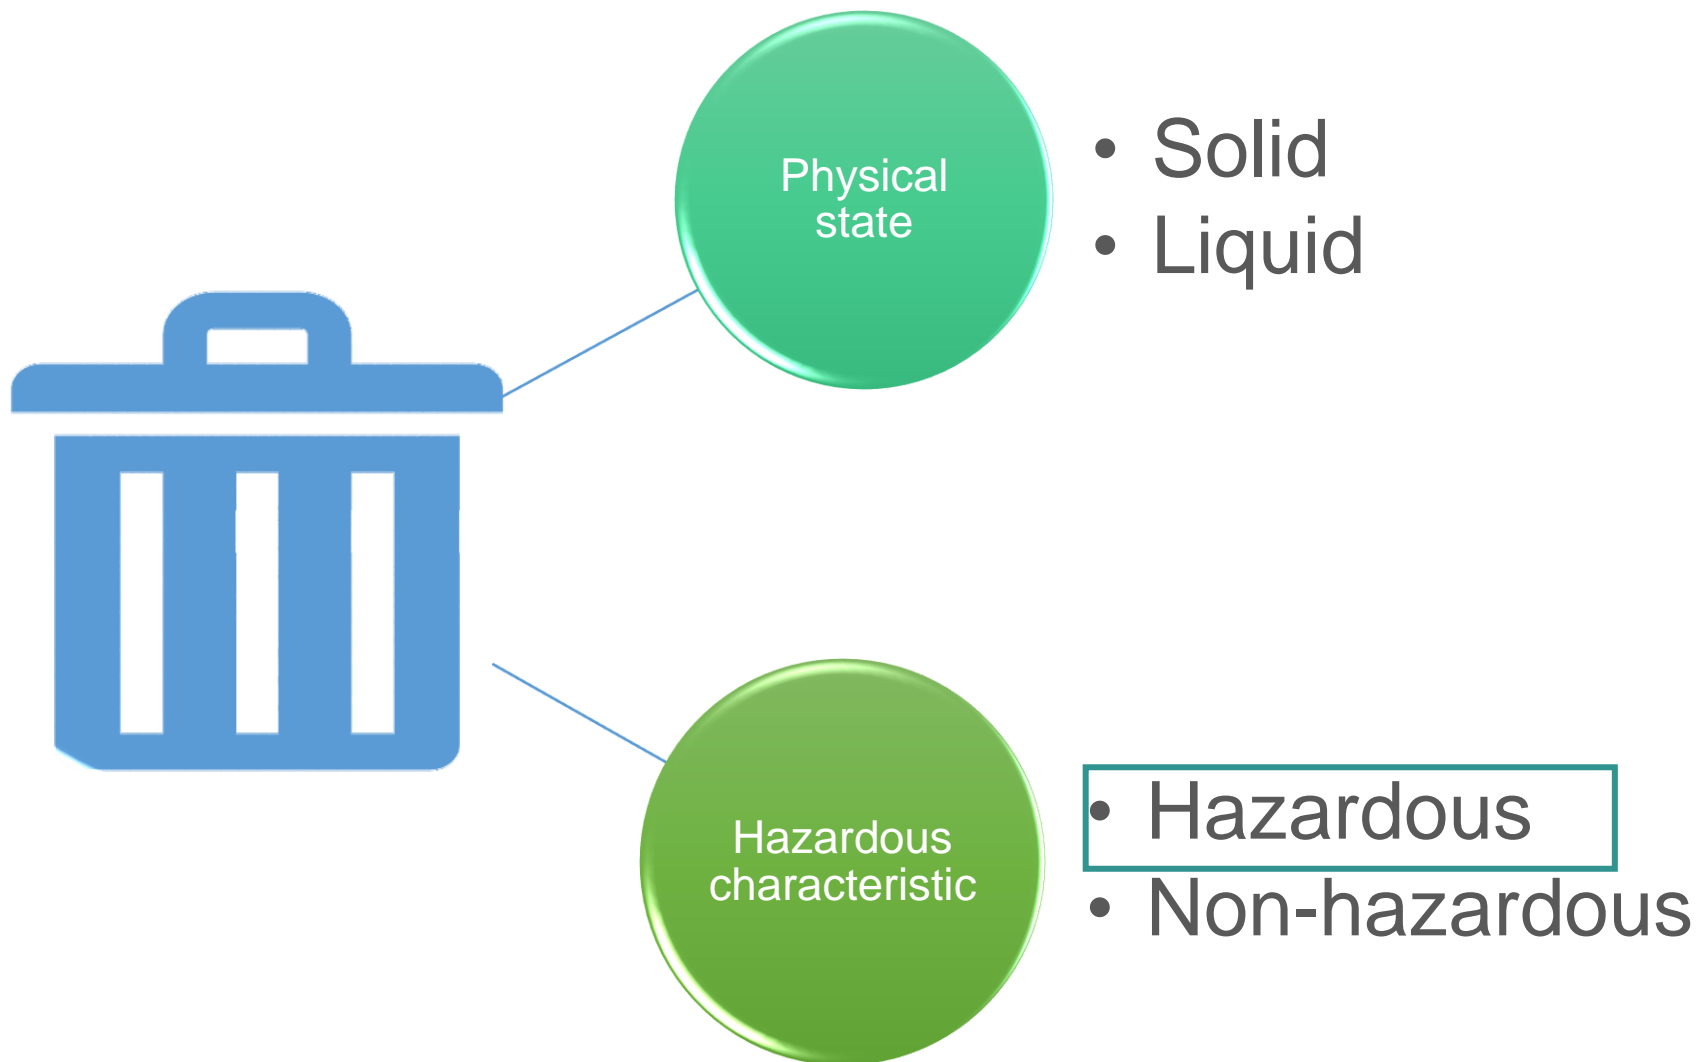 Physical
state
• Solid
• Liquid
Hazardous
characteristic
• Hazardous
• Non-hazardous